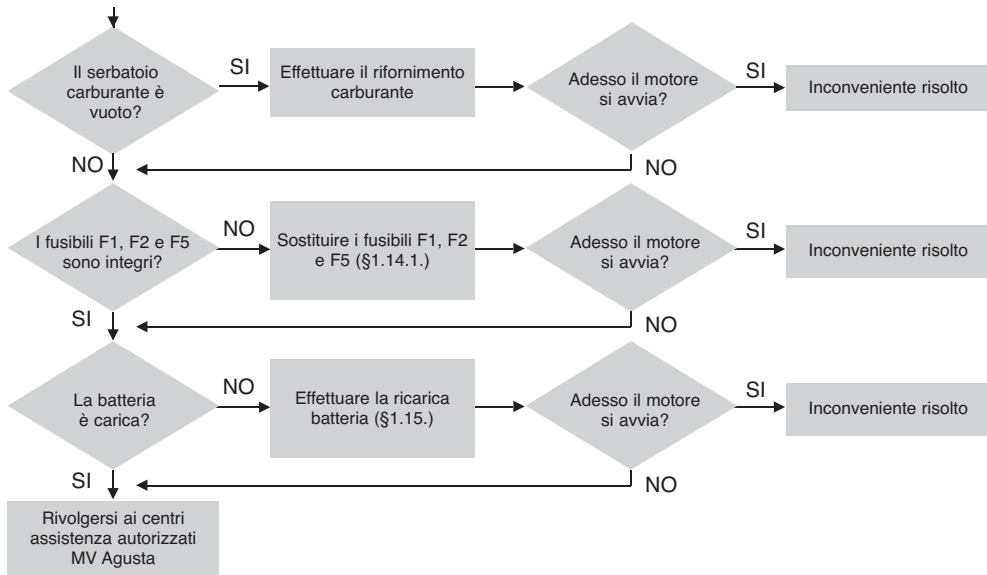 Il serbatoio
carburante è
vuoto?
SI
Effettuare il rifornimento
carburante
Adesso il motore
si avvia?
SI
Inconveniente risolto
NO
NO
I fusibili F1, F2 e F5
sono integri?
NO
Sostituire i fusibili F1, F2
e F5 (§1.14.1.)
Adesso il motore
si avvia?
SI
Inconveniente risolto
SI
NO
La batteria
è carica?
NO
Effettuare la ricarica
batteria (§1.15.)
Adesso il motore
si avvia?
SI
Inconveniente risolto
SI
NO
Rivolgersi ai centri
assistenza autorizzati
MV Agusta